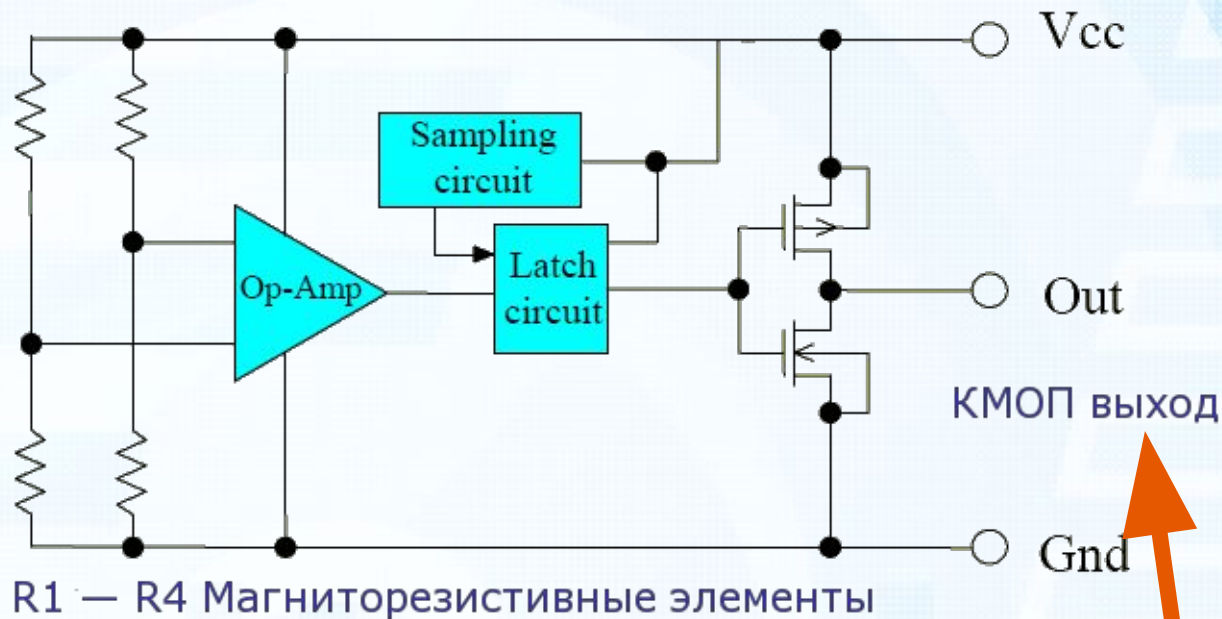 Vcc
Sampling
circuit
Latch
circuit
Op-Amp
Out
КМОП выход
Gnd
R1 — R4 Магниторезистивные элементы